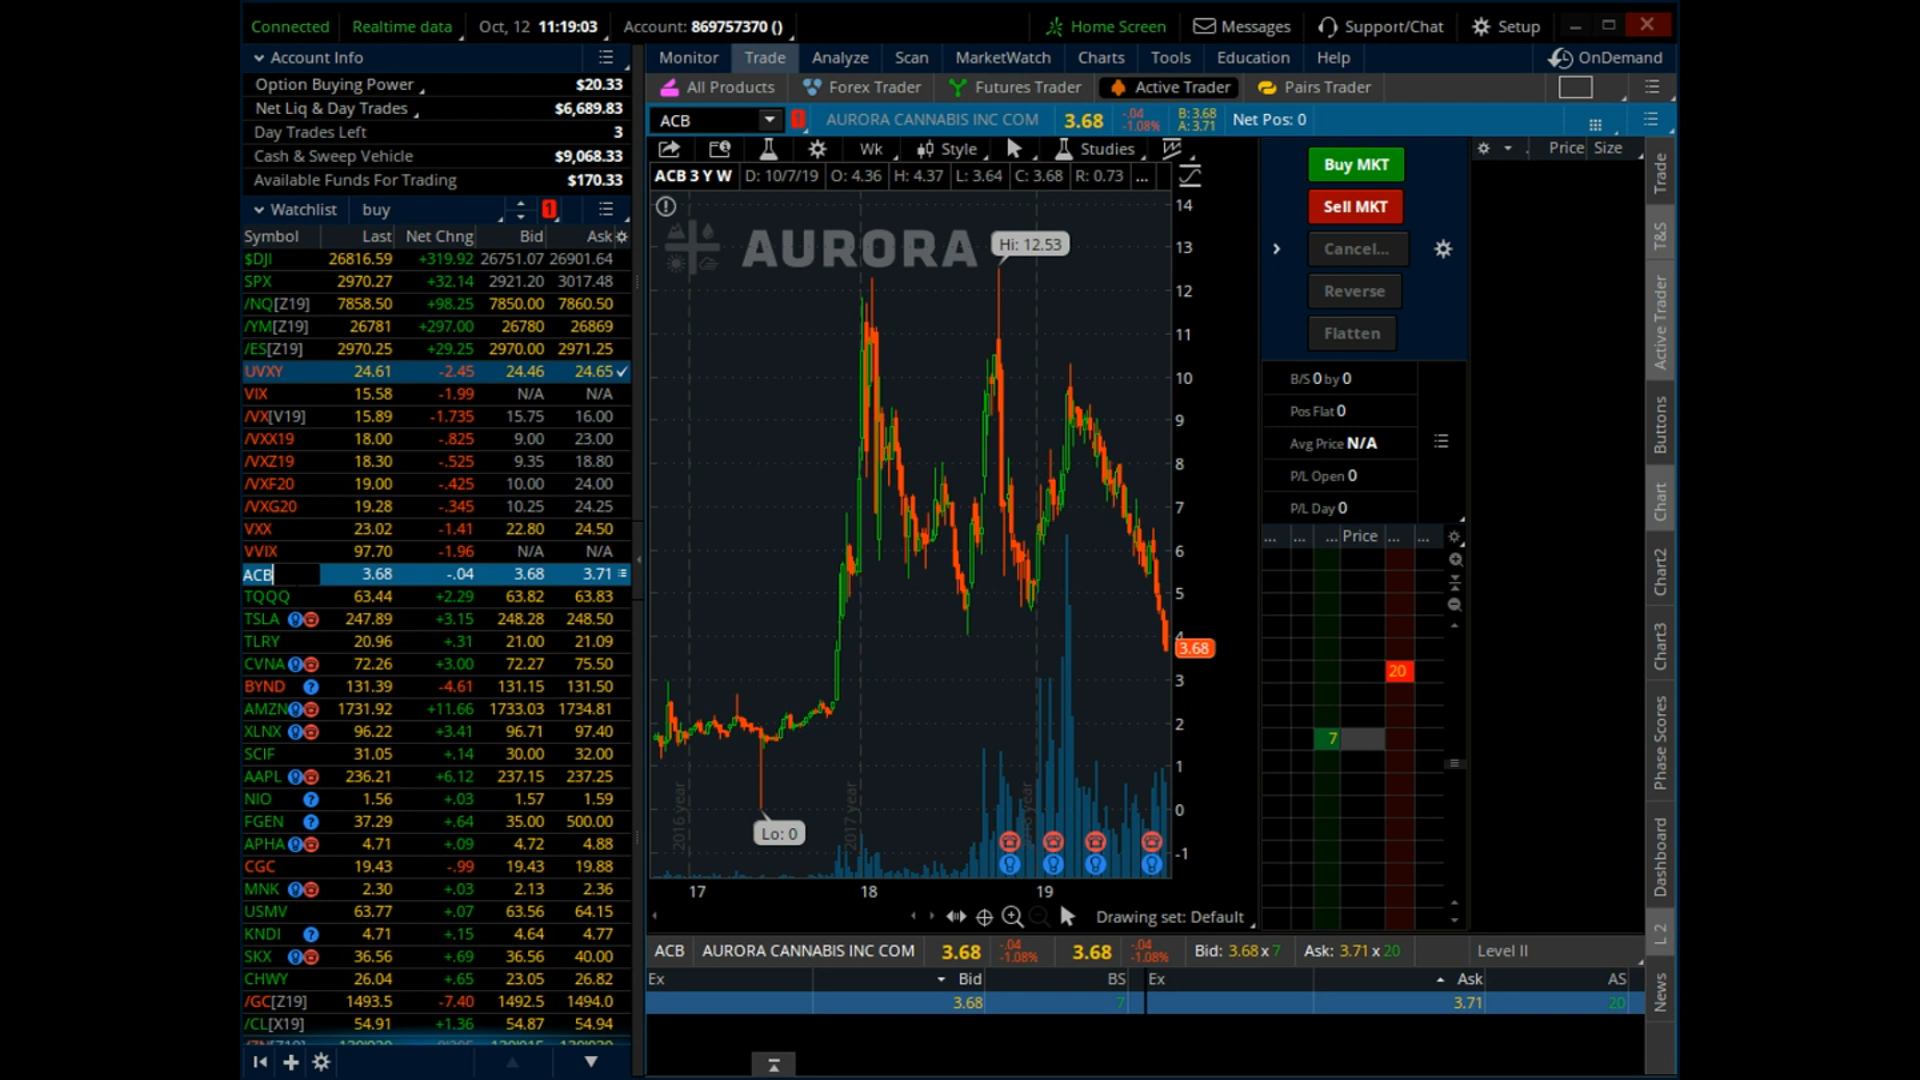 Connected Realtime data Oct, 12 11:19:03 Account: 869757370 () Home Screen Messages Support/Chat Setup
Account Info
Option Buying Power $20.33
Net Liq & Day Trades $6,689.83
Day Trades Left 3
Cash & Sweep Vehicle $9,068.33
Available Funds For Trading $170.33
Watchlist buy 1
Symbol Last Net Chng Bid Ask
$DJI 26816.59 +319.92 26751.07 26901.64
SPX 2970.27 +32.14 2921.20 3017.48
/NQ[Z19] 7858.50 +98.25 7850.00 7860.50
/YM[Z19] 26781 +297.00 26780 26869
/ES[Z19] 2970.25 +29.25 2970.00 2971.25
UVXY 24.61 -2.45 24.46 24.65
VIX 15.58 -1.99 N/A N/A
/VX[V19] 15.89 -1.735 15.75 16.00
/VXX19 18.00 -.825 9.00 23.00
/VXZ19 18.30 -.525 9.35 18.80
/VXF20 19.00 -.425 10.00 24.00
/VXG20 19.28 -.345 10.25 24.25
VXX 23.02 -1.41 22.80 24.50
VVIX 97.70 -1.96 N/A N/A
ACB 3.68 -.04 3.68 3.71
TQQQ 63.44 +2.29 63.82 63.83
TSLA 247.89 +3.15 248.28 248.50
TLRY 20.96 +.31 21.00 21.09
CVNA 72.26 +3.00 72.27 75.50
BYND 131.39 -4.61 131.15 131.50
AMZN 1731.92 +11.66 1733.03 1734.81
XLNX 96.22 +3.41 96.71 97.40
SCIF 31.05 +.14 30.00 32.00
AAPL 236.21 +6.12 237.15 237.25
NIO 1.56 +.03 1.57 1.59
FGEN 37.29 +.64 35.00 500.00
APHA 4.71 +.09 4.72 4.88
CGC 19.43 -.99 19.43 19.88
MNK 2.30 +.03 2.13 2.36
USMV 63.77 +.07 63.56 64.15
KNDI 4.71 +.15 4.64 4.77
SKX 36.56 +.69 36.56 40.00
CHWY 26.04 +.65 23.05 26.82
/GC[Z19] 1493.5 -7.40 1492.5 1494.0
/CL[X19] 54.91 +1.36 54.87 54.94
Monitor Trade Analyze Scan MarketWatch Charts Tools Education Help OnDemand
All Products Forex Trader Futures Trader Active Trader Pairs Trader
ACB 1 AURORA CANNABIS INC COM 3.68 -.04 -1.08% B: 3.68 A: 3.71 Net Pos: 0
Wk Style Studies
ACB 3 Y W D: 10/7/19 O: 4.36 H: 4.37 L: 3.64 C: 3.68 R: 0.73 ...
AURORA
Hi: 12.53
Lo: 0
14
13
12
11
10
9
8
7
6
5
4
3.68
3
2
1
0
-1
2016 year
2017 year
17 18 19
Drawing set: Default
Buy MKT
Sell MKT
Cancel...
Reverse
Flatten
B/S 0 by 0
Pos Flat 0
Avg Price N/A
P/L Open 0
P/L Day 0
... ... ... Price ... ...
20
7
Price Size
Trade
T&S
Active Trader
Buttons
Chart
Chart2
Chart3
Phase Scores
Dashboard
L 2
News
ACB AURORA CANNABIS INC COM 3.68 -.04 -1.08% 3.68 -.04 -1.08% Bid: 3.68 x 7 Ask: 3.71 x 20 Level II
Ex Bid BS Ex Ask AS
3.68 7 3.71 20